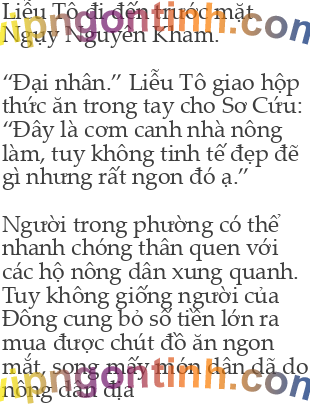 Liễu Tô đi đến trước mặt
Ngụy Nguyên Kham.
“Đại nhân.” Liễu Tô giao hộp
thức ăn trong tay cho Sơ Cửu:
“Đây là cơm canh nhà nông
làm, tuy không tinh tế đẹp đẽ
gì nhưng rất ngon đó ạ.”
Người trong phường có thể
nhanh chóng thân quen với
các hộ nông dân xung quanh.
Tuy không giống người của
Đông cung bỏ số tiền lớn ra
mua được chút đồ ăn ngon
mắt, song mấy món dân dã do
nông dân địa
vipngontinh.com
vipngontinh.com